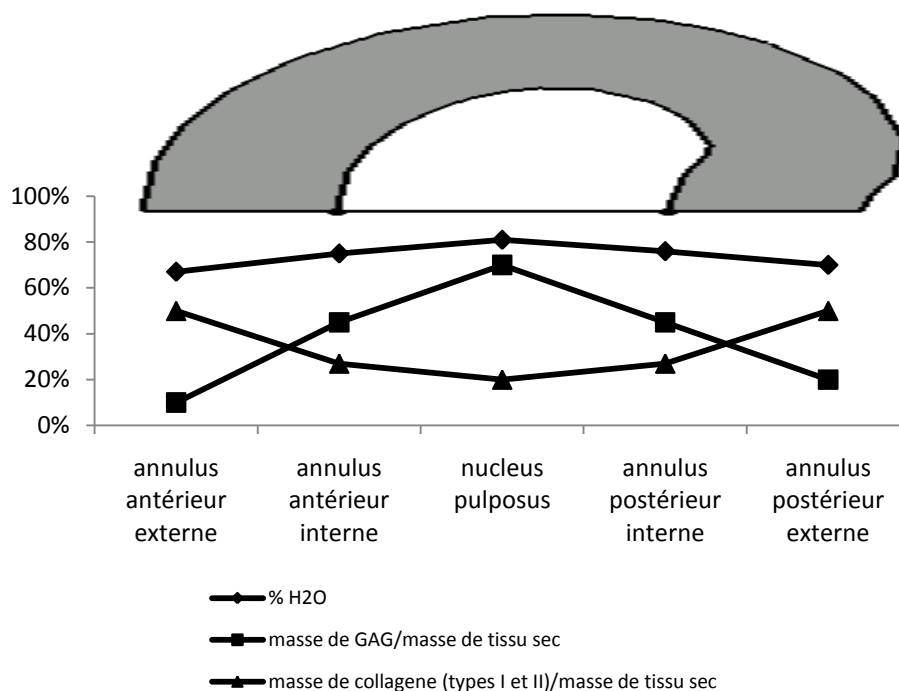 100%
80%
60%
40%
20%
0%
annulus antérieur externe
annulus antérieur interne
nucleus pulposus
annulus postérieur interne
annulus postérieur externe
% H2O
masse de GAG/masse de tissu sec
masse de collagene (types I et II)/masse de tissu sec